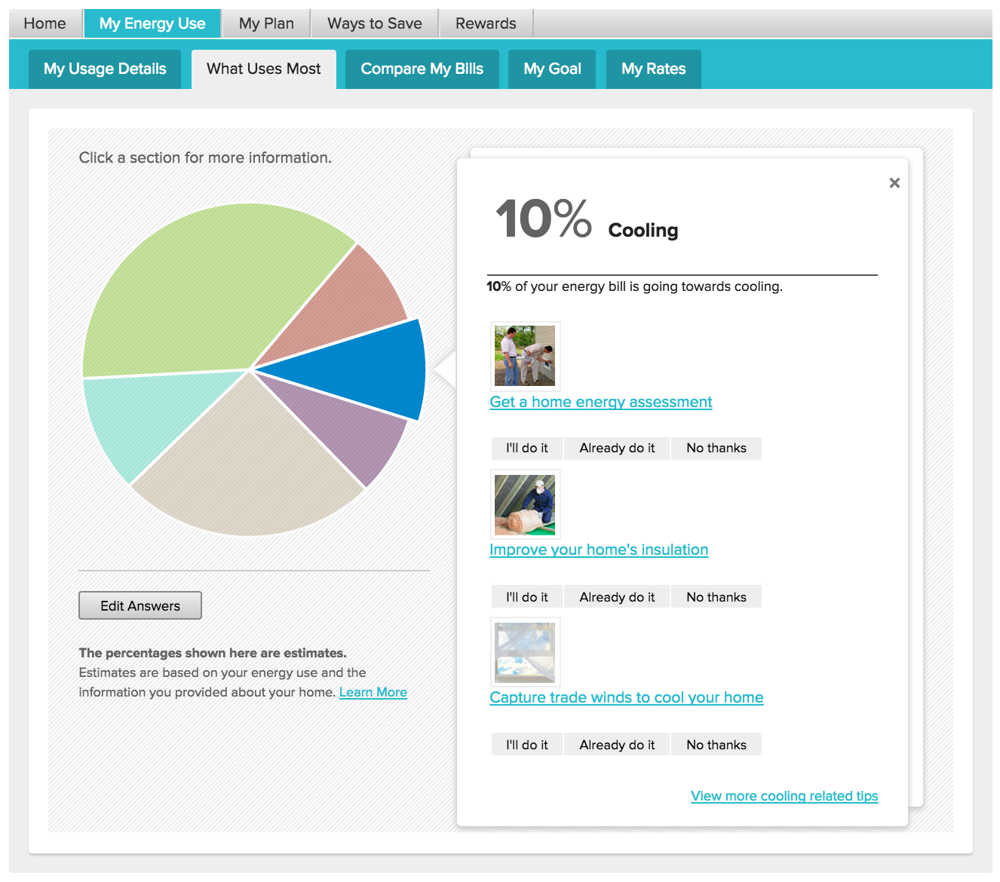 Home
My Energy Use
My Plan
Ways to Save
Rewards
My Usage Details
What Uses Most
Compare My Bills
My Goal
My Rates
Click a section for more information.
Edit Answers
The percentages shown here are estimates.
Estimates are based on your energy use and the
information you provided about your home. Learn More
×
10% Cooling
10% of your energy bill is going towards cooling.
Get a home energy assessment
I'll do it
Already do it
No thanks
Improve your home's insulation
I'll do it
Already do it
No thanks
Capture trade winds to cool your home
I'll do it
Already do it
No thanks
View more cooling related tips